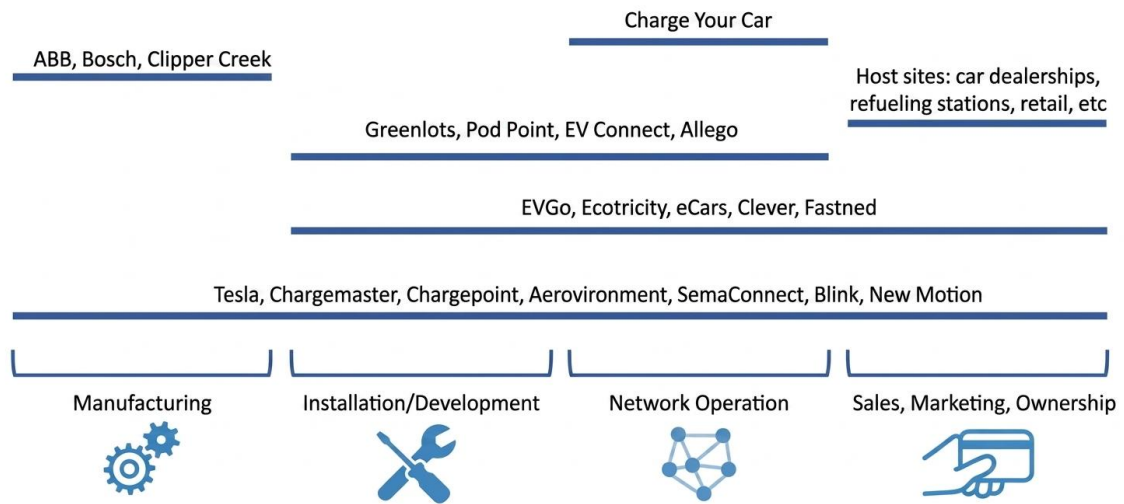 Charge Your Car
ABB, Bosch, Clipper Creek
Host sites: car dealerships,
refueling stations, retail, etc
Greenlots, Pod Point, EV Connect, Allego
EVGo, Ecotricity, eCars, Clever, Fastned
Tesla, Chargemaster, Chargepoint, Aerovironment, SemaConnect, Blink, New Motion
Manufacturing
Installation/Development
Network Operation
Sales, Marketing, Ownership